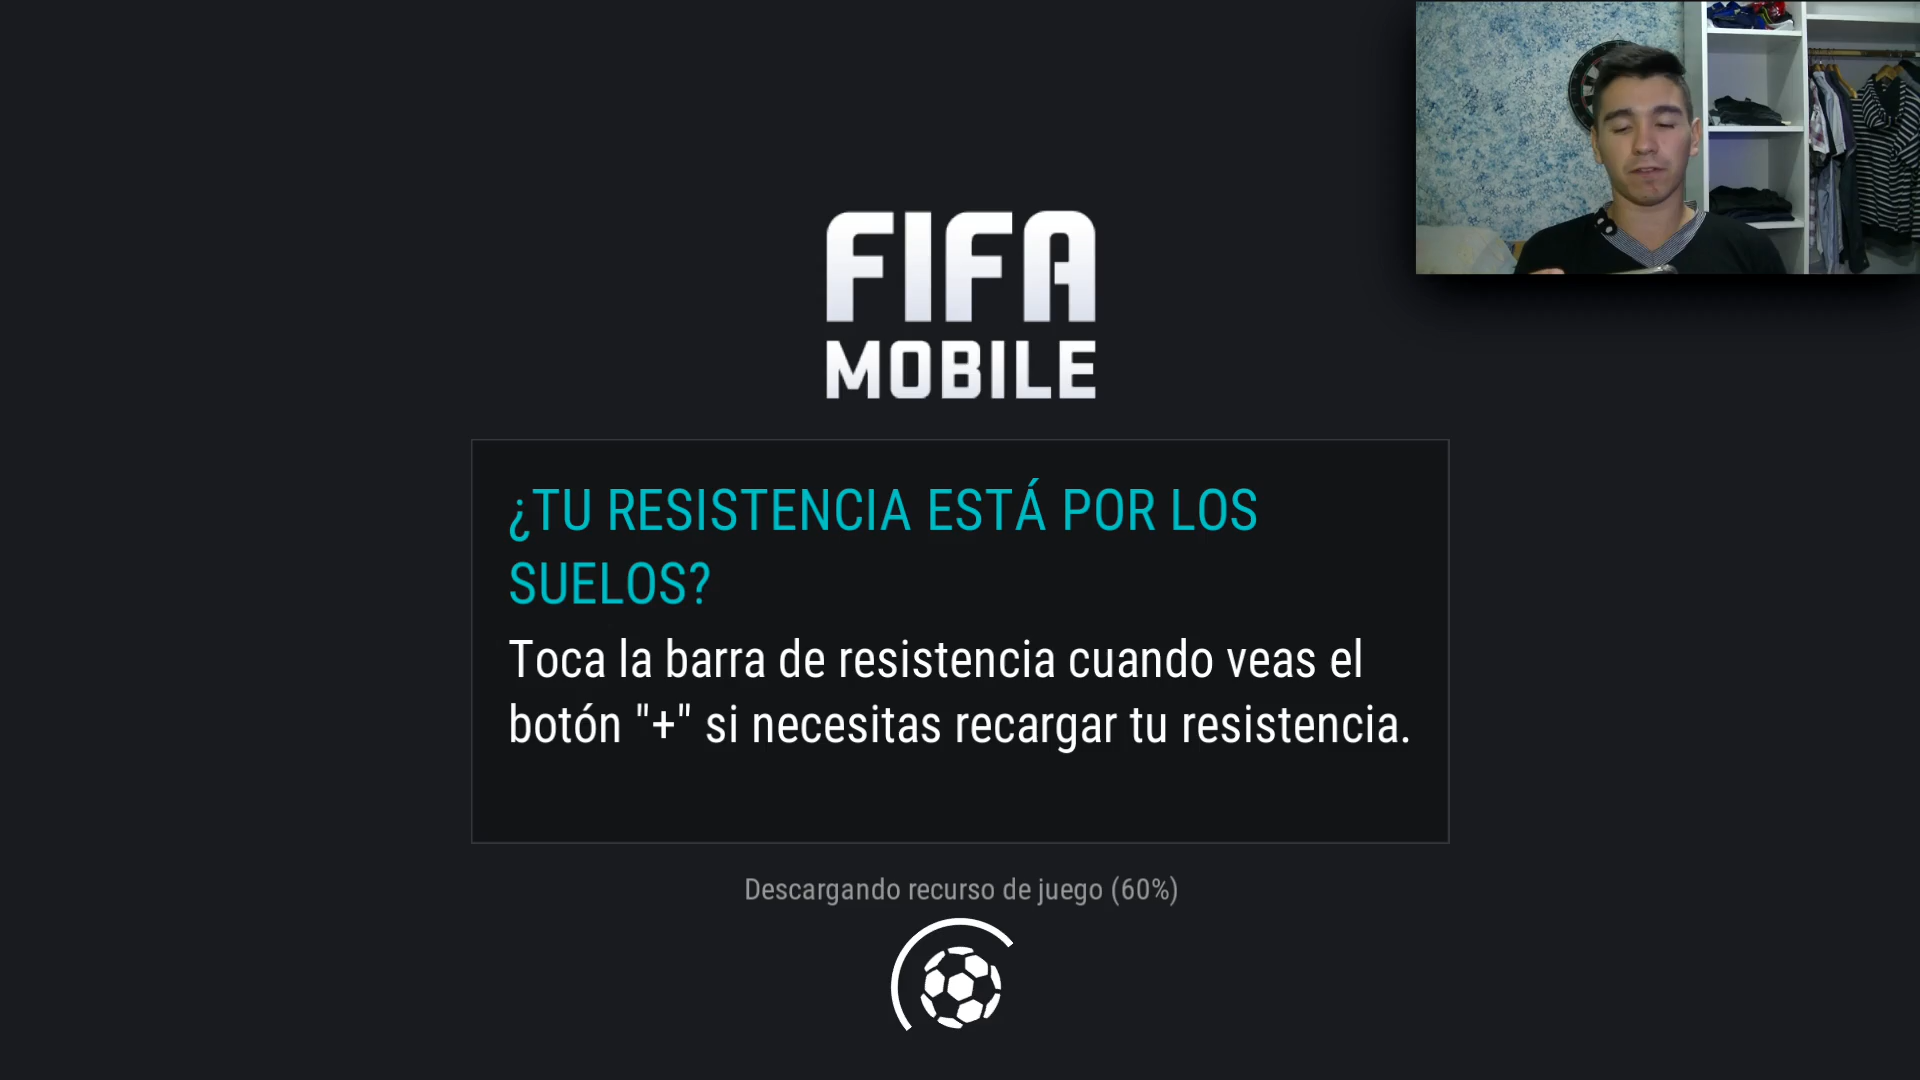 FIFA
MOBILE
¿TU RESISTENCIA ESTÁ POR LOS
SUELOS?
Toca la barra de resistencia cuando veas el
botón "+" si necesitas recargar tu resistencia.
Descargando recurso de juego (60%)